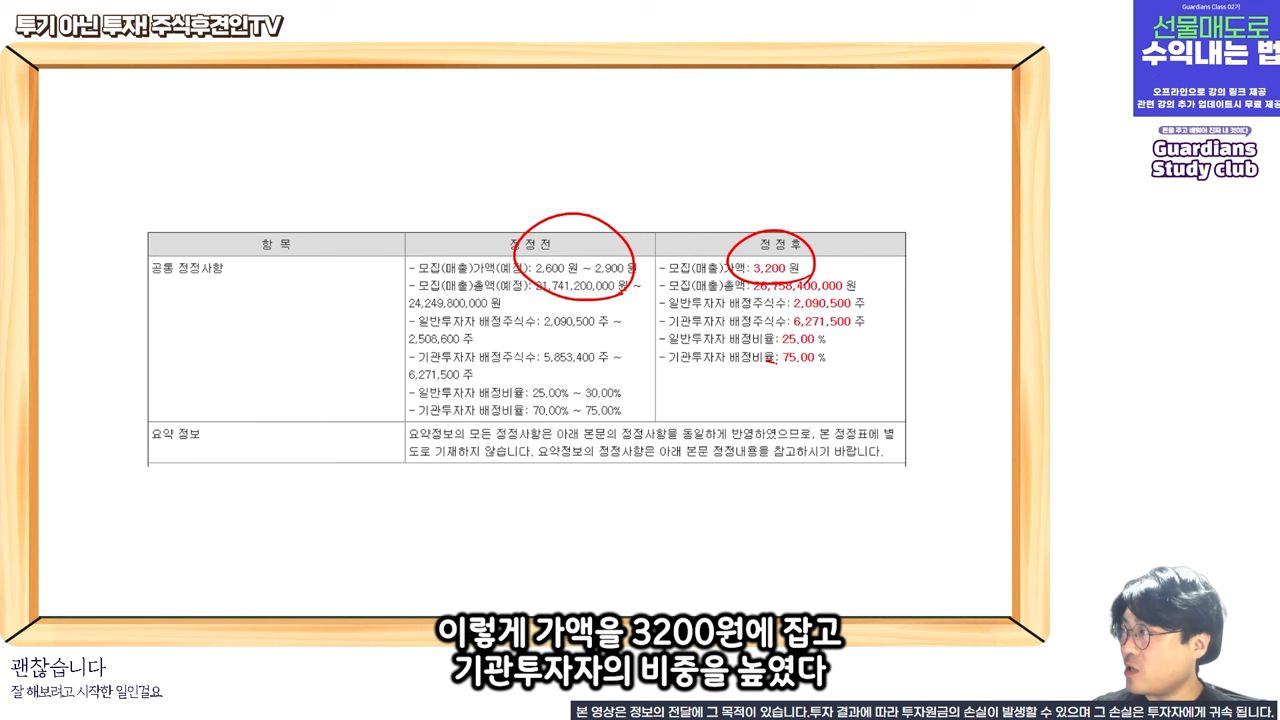 투기 아닌 투자! 주식후견인TV
Guardians Class 02기
선물매도로
수익내는 법
오프라인으로 강의 링크 제공
관련 강의 추가 업데이트시 무료 제공
돈을 주고 배워야 진짜 내 것이다
Guardians
Study club
항 목
정 정 전
정 정 후
공통 정정사항
- 모집(매출)가액(예정): 2,600 원 ~ 2,900 원
- 모집(매출)총액(예정): 21,741,200,000 원 ~
24,249,800,000 원
- 일반투자자 배정주식수: 2,090,500 주 ~
2,508,600 주
- 기관투자자 배정주식수: 5,853,400 주 ~
6,271,500 주
- 일반투자자 배정비율: 25.00% ~ 30.00%
- 기관투자자 배정비율: 70.00% ~ 75.00%
- 모집(매출)가액: 3,200 원
- 모집(매출)총액: 26,758,400,000 원
- 일반투자자 배정주식수: 2,090,500 주
- 기관투자자 배정주식수: 6,271,500 주
- 일반투자자 배정비율: 25.00 %
- 기관투자자 배정비율: 75.00 %
요약 정보
요약정보의 모든 정정사항은 아래 본문의 정정사항을 동일하게 반영하였으므로, 본 정정표에 별
도로 기재하지 않습니다. 요약정보의 정정사항은 아래 본문 정정내용을 참고하시기 바랍니다.
이렇게 가액을 3200원에 잡고
기관투자자의 비중을 높였다
괜찮습니다
잘 해보려고 시작한 일인걸요
본 영상은 정보의 전달에 그 목적이 있습니다.투자 결과에 따라 투자원금의 손실이 발생할 수 있으며 그 손실은 투자자에게 귀속 됩니다.